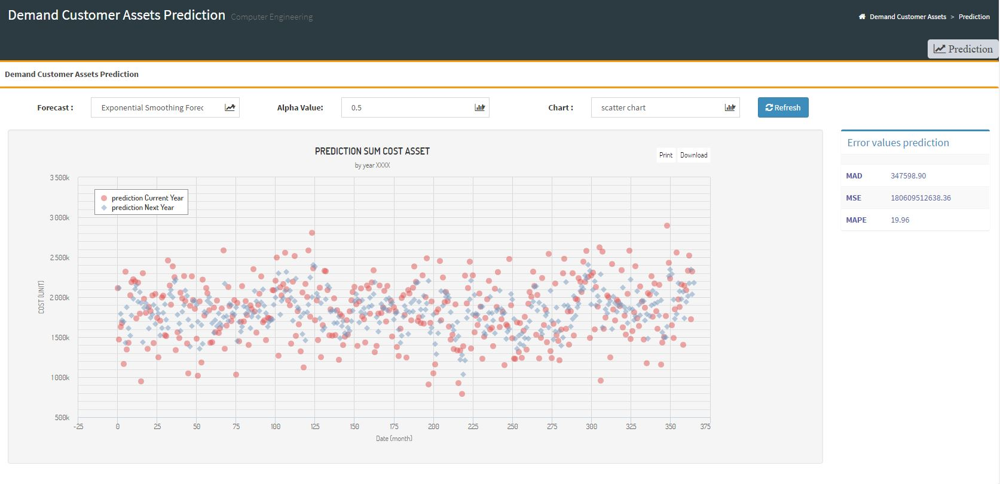 Demand Customer Assets Prediction Computer Engineering
Demand Customer Assets > Prediction
Prediction
Demand Customer Assets Prediction
Forecast : Exponential Smoothing Forec Alpha Value: 0.5 Chart : scatter chart Refresh
PREDICTION SUM COST ASSET
by year XXXX
Print Download
prediction Current Year
prediction Next Year
COST (UNIT)
3 500k
3 000k
2 500k
2 000k
1 500k
1 000k
500k
-25 0 25 50 75 100 125 150 175 200 225 250 275 300 325 350 375
Date (month)
Error values prediction
MAD 347598.90
MSE 180609512638.36
MAPE 19.96